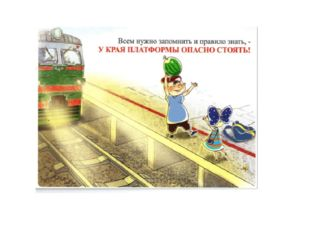 Всем нужно запомнить и правило знать, -
У КРАЯ ПЛАТФОРМЫ ОПАСНО СТОЯТЬ!